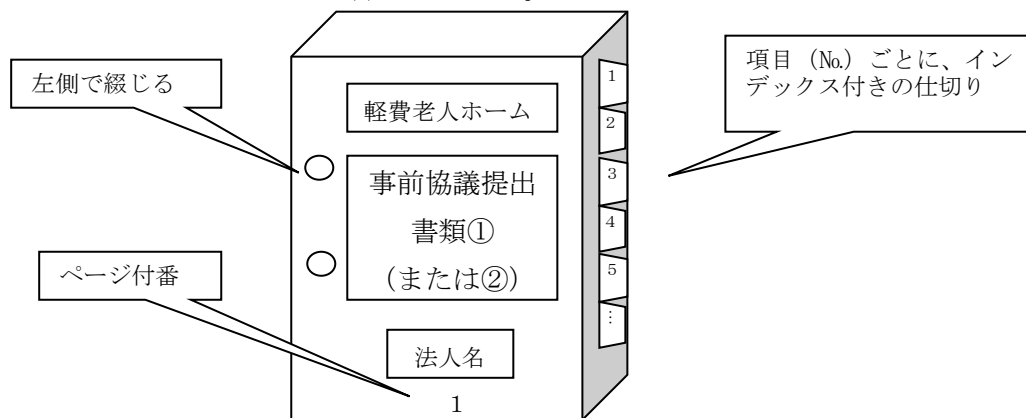 左側で綴じる
項目（№）ごとに、イン
デックス付きの仕切り
軽費老人ホーム
事前協議提出
書類①
（または②）
ページ付番
法人名
1
1
2
3
4
5
…